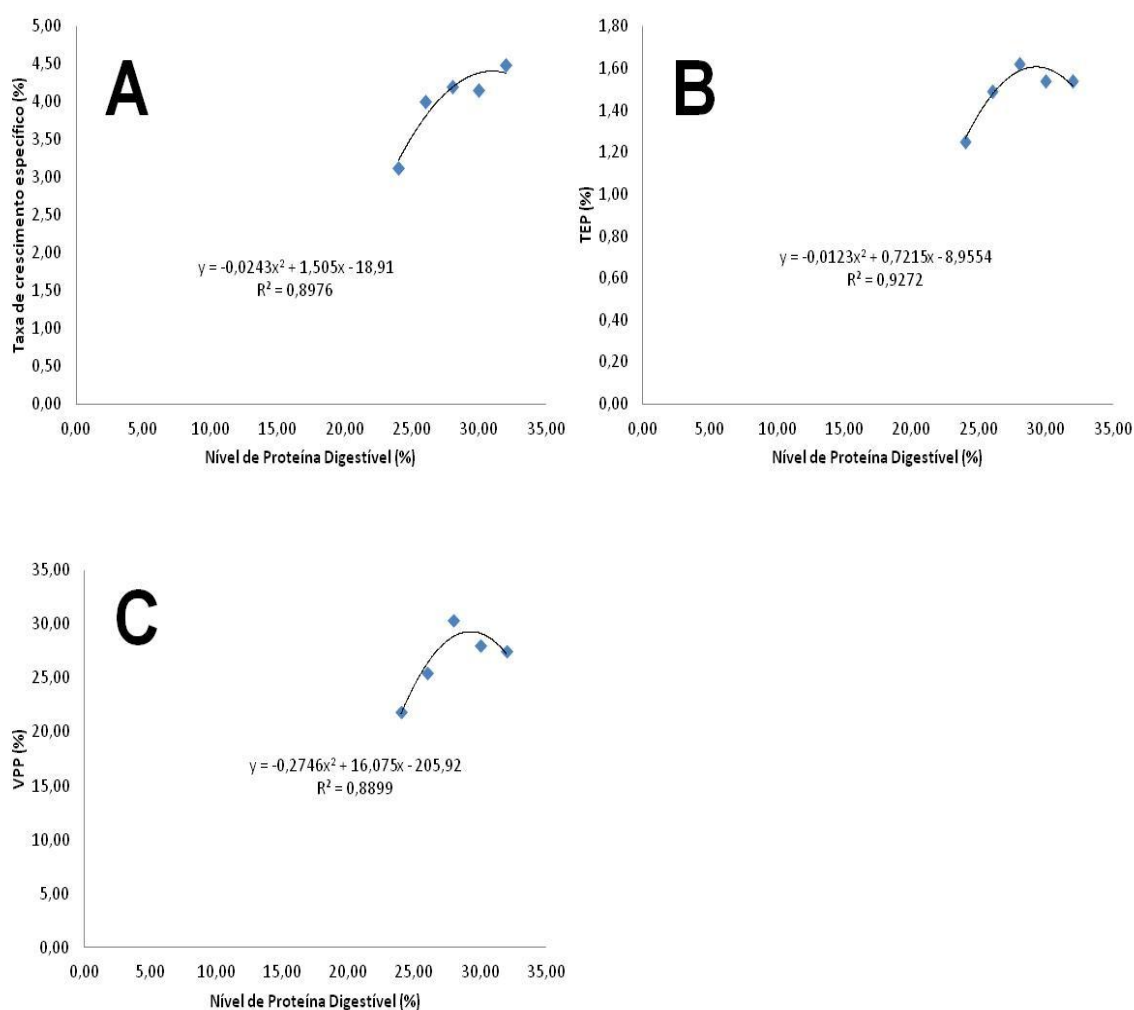 A
Taxa de crescimento específico (%)
5,00
4,50
4,00
3,50
3,00
2,50
2,00
1,50
1,00
0,50
0,00
y = -0,0243x² + 1,505x - 18,91
R² = 0,8976
0,00 5,00 10,00 15,00 20,00 25,00 30,00 35,00
Nível de Proteína Digestível (%)
B
TEP (%)
1,80
1,60
1,40
1,20
1,00
0,80
0,60
0,40
0,20
0,00
y = -0,0123x² + 0,7215x - 8,9554
R² = 0,9272
0,00 5,00 10,00 15,00 20,00 25,00 30,00 35,00
Nível de Proteína Digestível (%)
C
VPP (%)
35,00
30,00
25,00
20,00
15,00
10,00
5,00
0,00
y = -0,2746x² + 16,075x - 205,92
R² = 0,8899
0,00 5,00 10,00 15,00 20,00 25,00 30,00 35,00
Nível de Proteína Digestível (%)